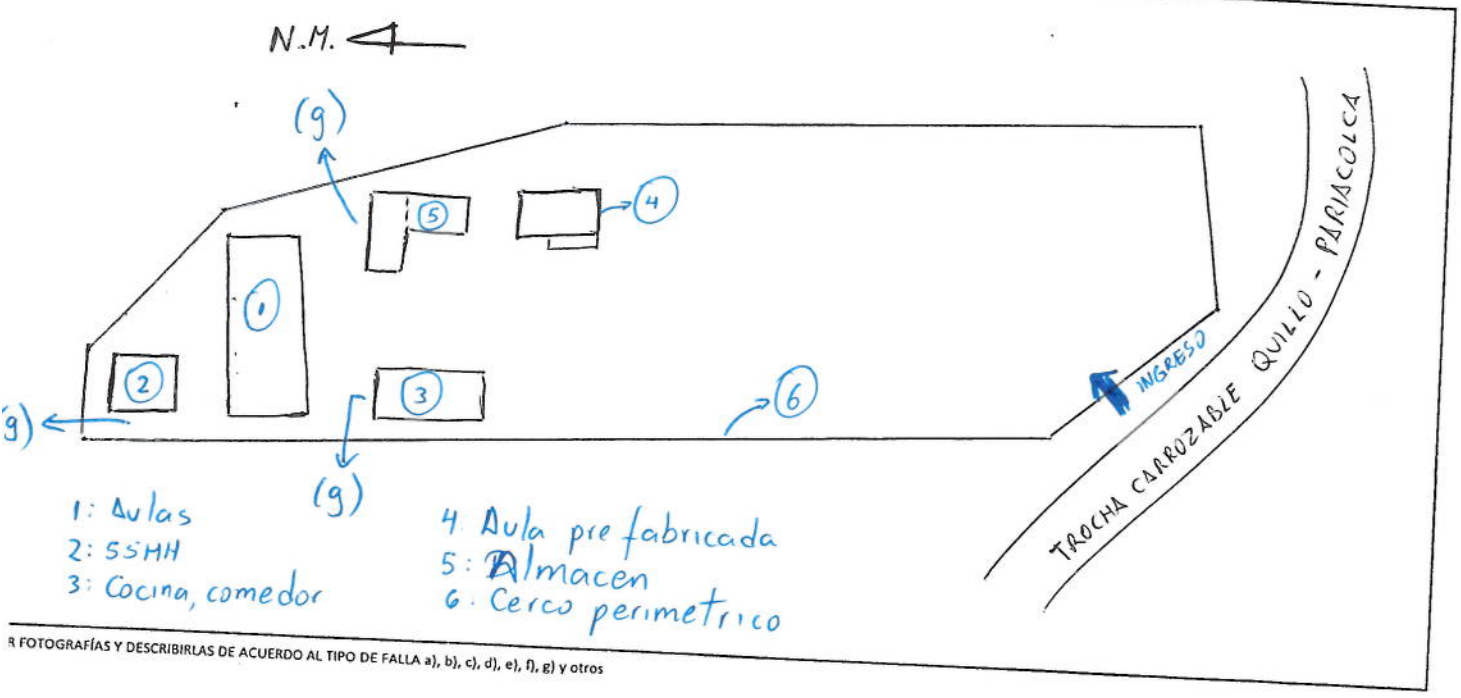 N.M.
(g)
5
4
1
2
3
6
INGRESO
g)
(g)
TROCHA CARROZABLE QUILLO - PARIACOLCA
1: Aulas
2: SSHH
3: Cocina, comedor
4. Aula pre fabricada
5: Almacen
6. Cerco perimetrico
R FOTOGRAFÍAS Y DESCRIBIRLAS DE ACUERDO AL TIPO DE FALLA a), b), c), d), e), f), g) y otros